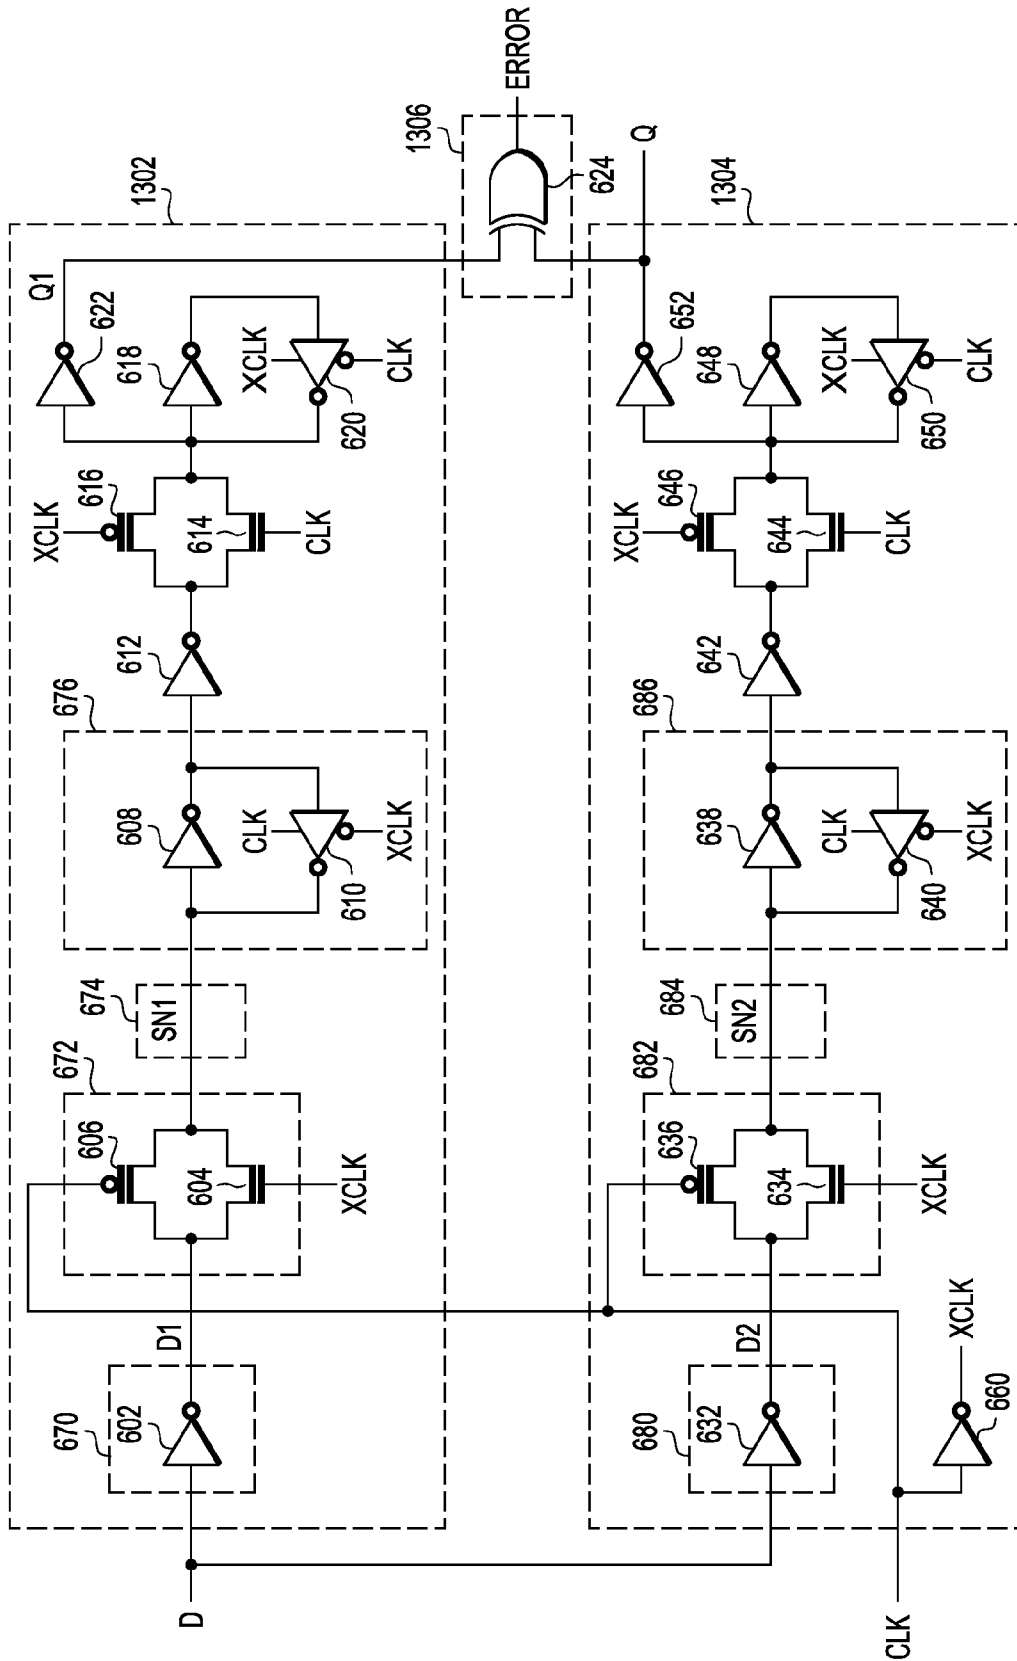 1302
Q1
622
618
XCLK
CLK
620
XCLK
616
614
CLK
612
676
608
CLK
XCLK
610
674
SN1
672
606
604
XCLK
D1
670
602
D
1306
ERROR
624
Q
1304
652
648
XCLK
CLK
650
XCLK
646
644
CLK
642
686
638
CLK
XCLK
640
684
SN2
682
636
634
XCLK
D2
680
632
XCLK
660
CLK